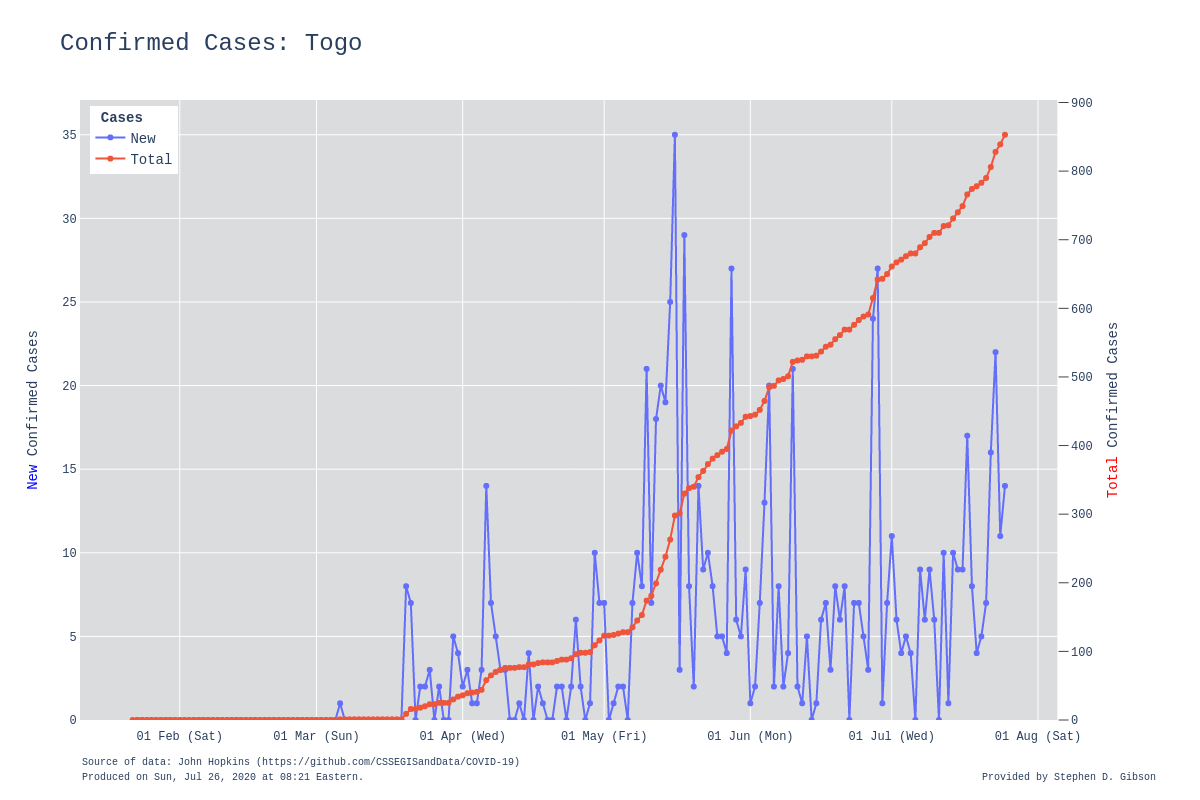 Confirmed Cases: Togo
Cases
New
Total
35
30
25
20
15
10
5
0
900
800
700
600
500
400
300
200
100
0
New Confirmed Cases
Total Confirmed Cases
01 Feb (Sat)
01 Mar (Sun)
01 Apr (Wed)
01 May (Fri)
01 Jun (Mon)
01 Jul (Wed)
01 Aug (Sat)
Source of data: John Hopkins (https://github.com/CSSEGISandData/COVID-19)
Produced on Sun, Jul 26, 2020 at 08:21 Eastern.
Provided by Stephen D. Gibson